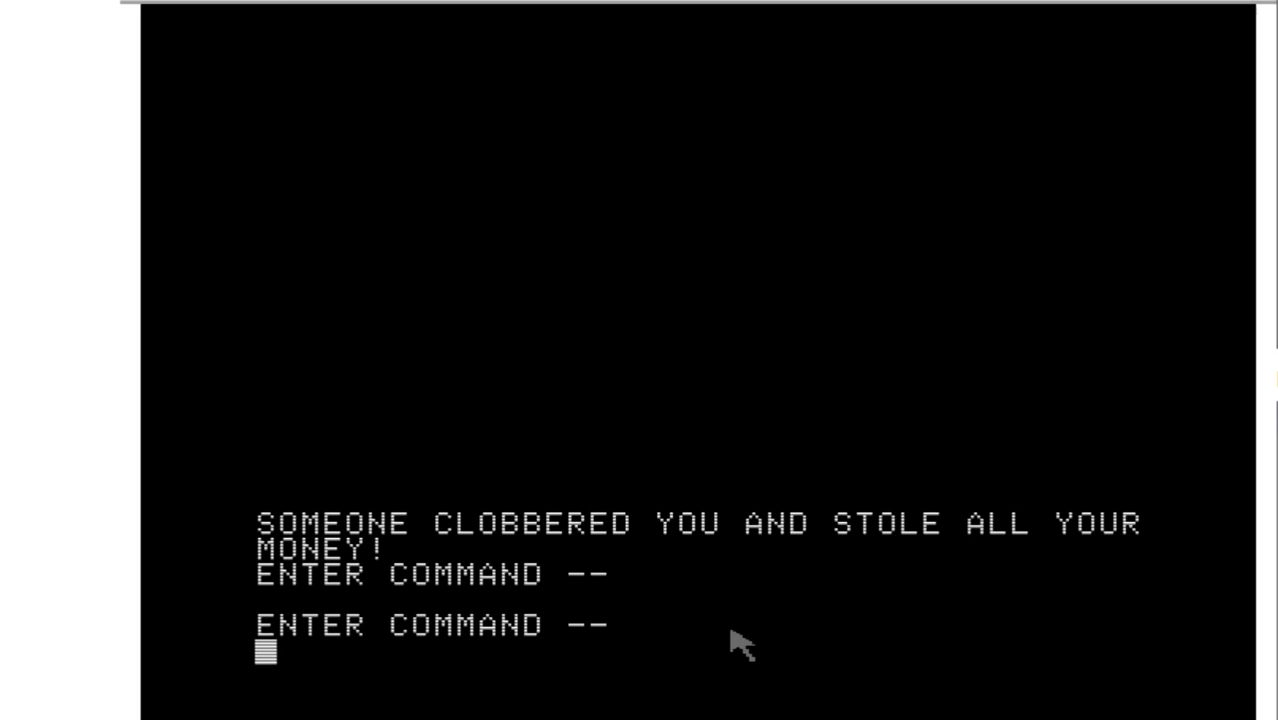 SOMEONE CLOBBERED YOU AND STOLE ALL YOUR
MONEY!
ENTER COMMAND --
ENTER COMMAND --